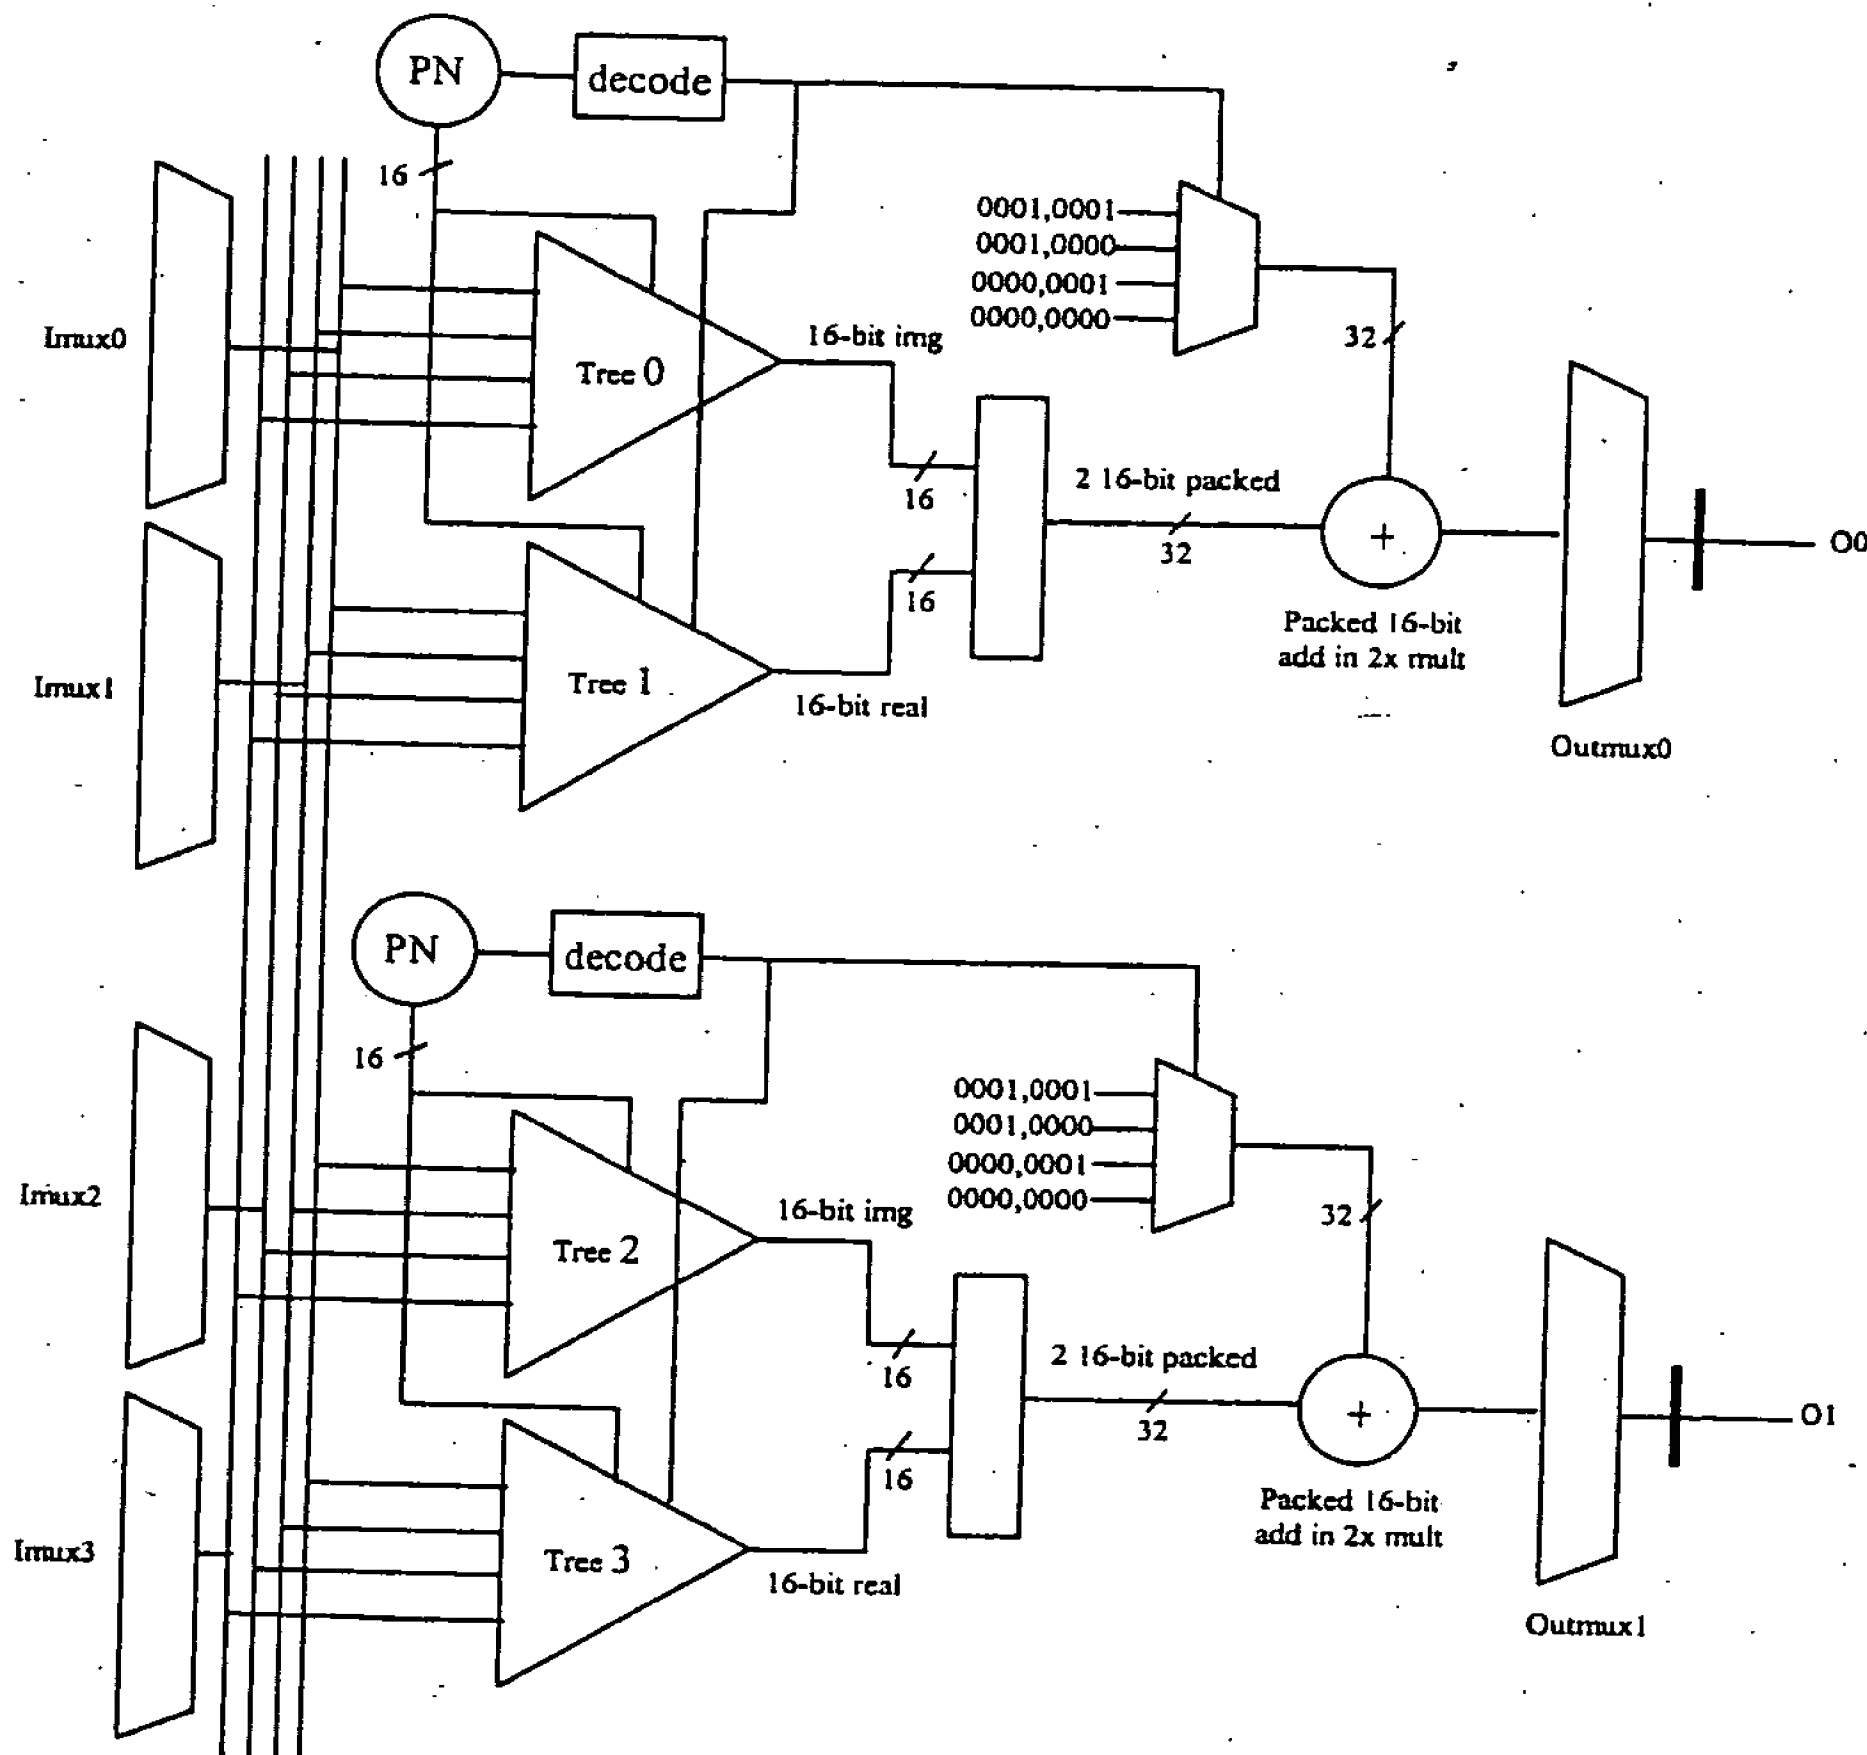 PN
decode
16
0001,0001
0001,0000
0000,0001
0000,0000
Imux0
16-bit img
32
Tree 0
2 16-bit packed
16
O0
32
16
+
Packed 16-bit
add in 2x mult
Imux1
Tree 1
16-bit real
Outmux0
PN
decode
16
0001,0001
0001,0000
0000,0001
0000,0000
Imux2
16-bit img
32
Tree 2
2 16-bit packed
16
O1
32
16
+
Packed 16-bit
add in 2x mult
Imux3
Tree 3
16-bit real
Outmux1